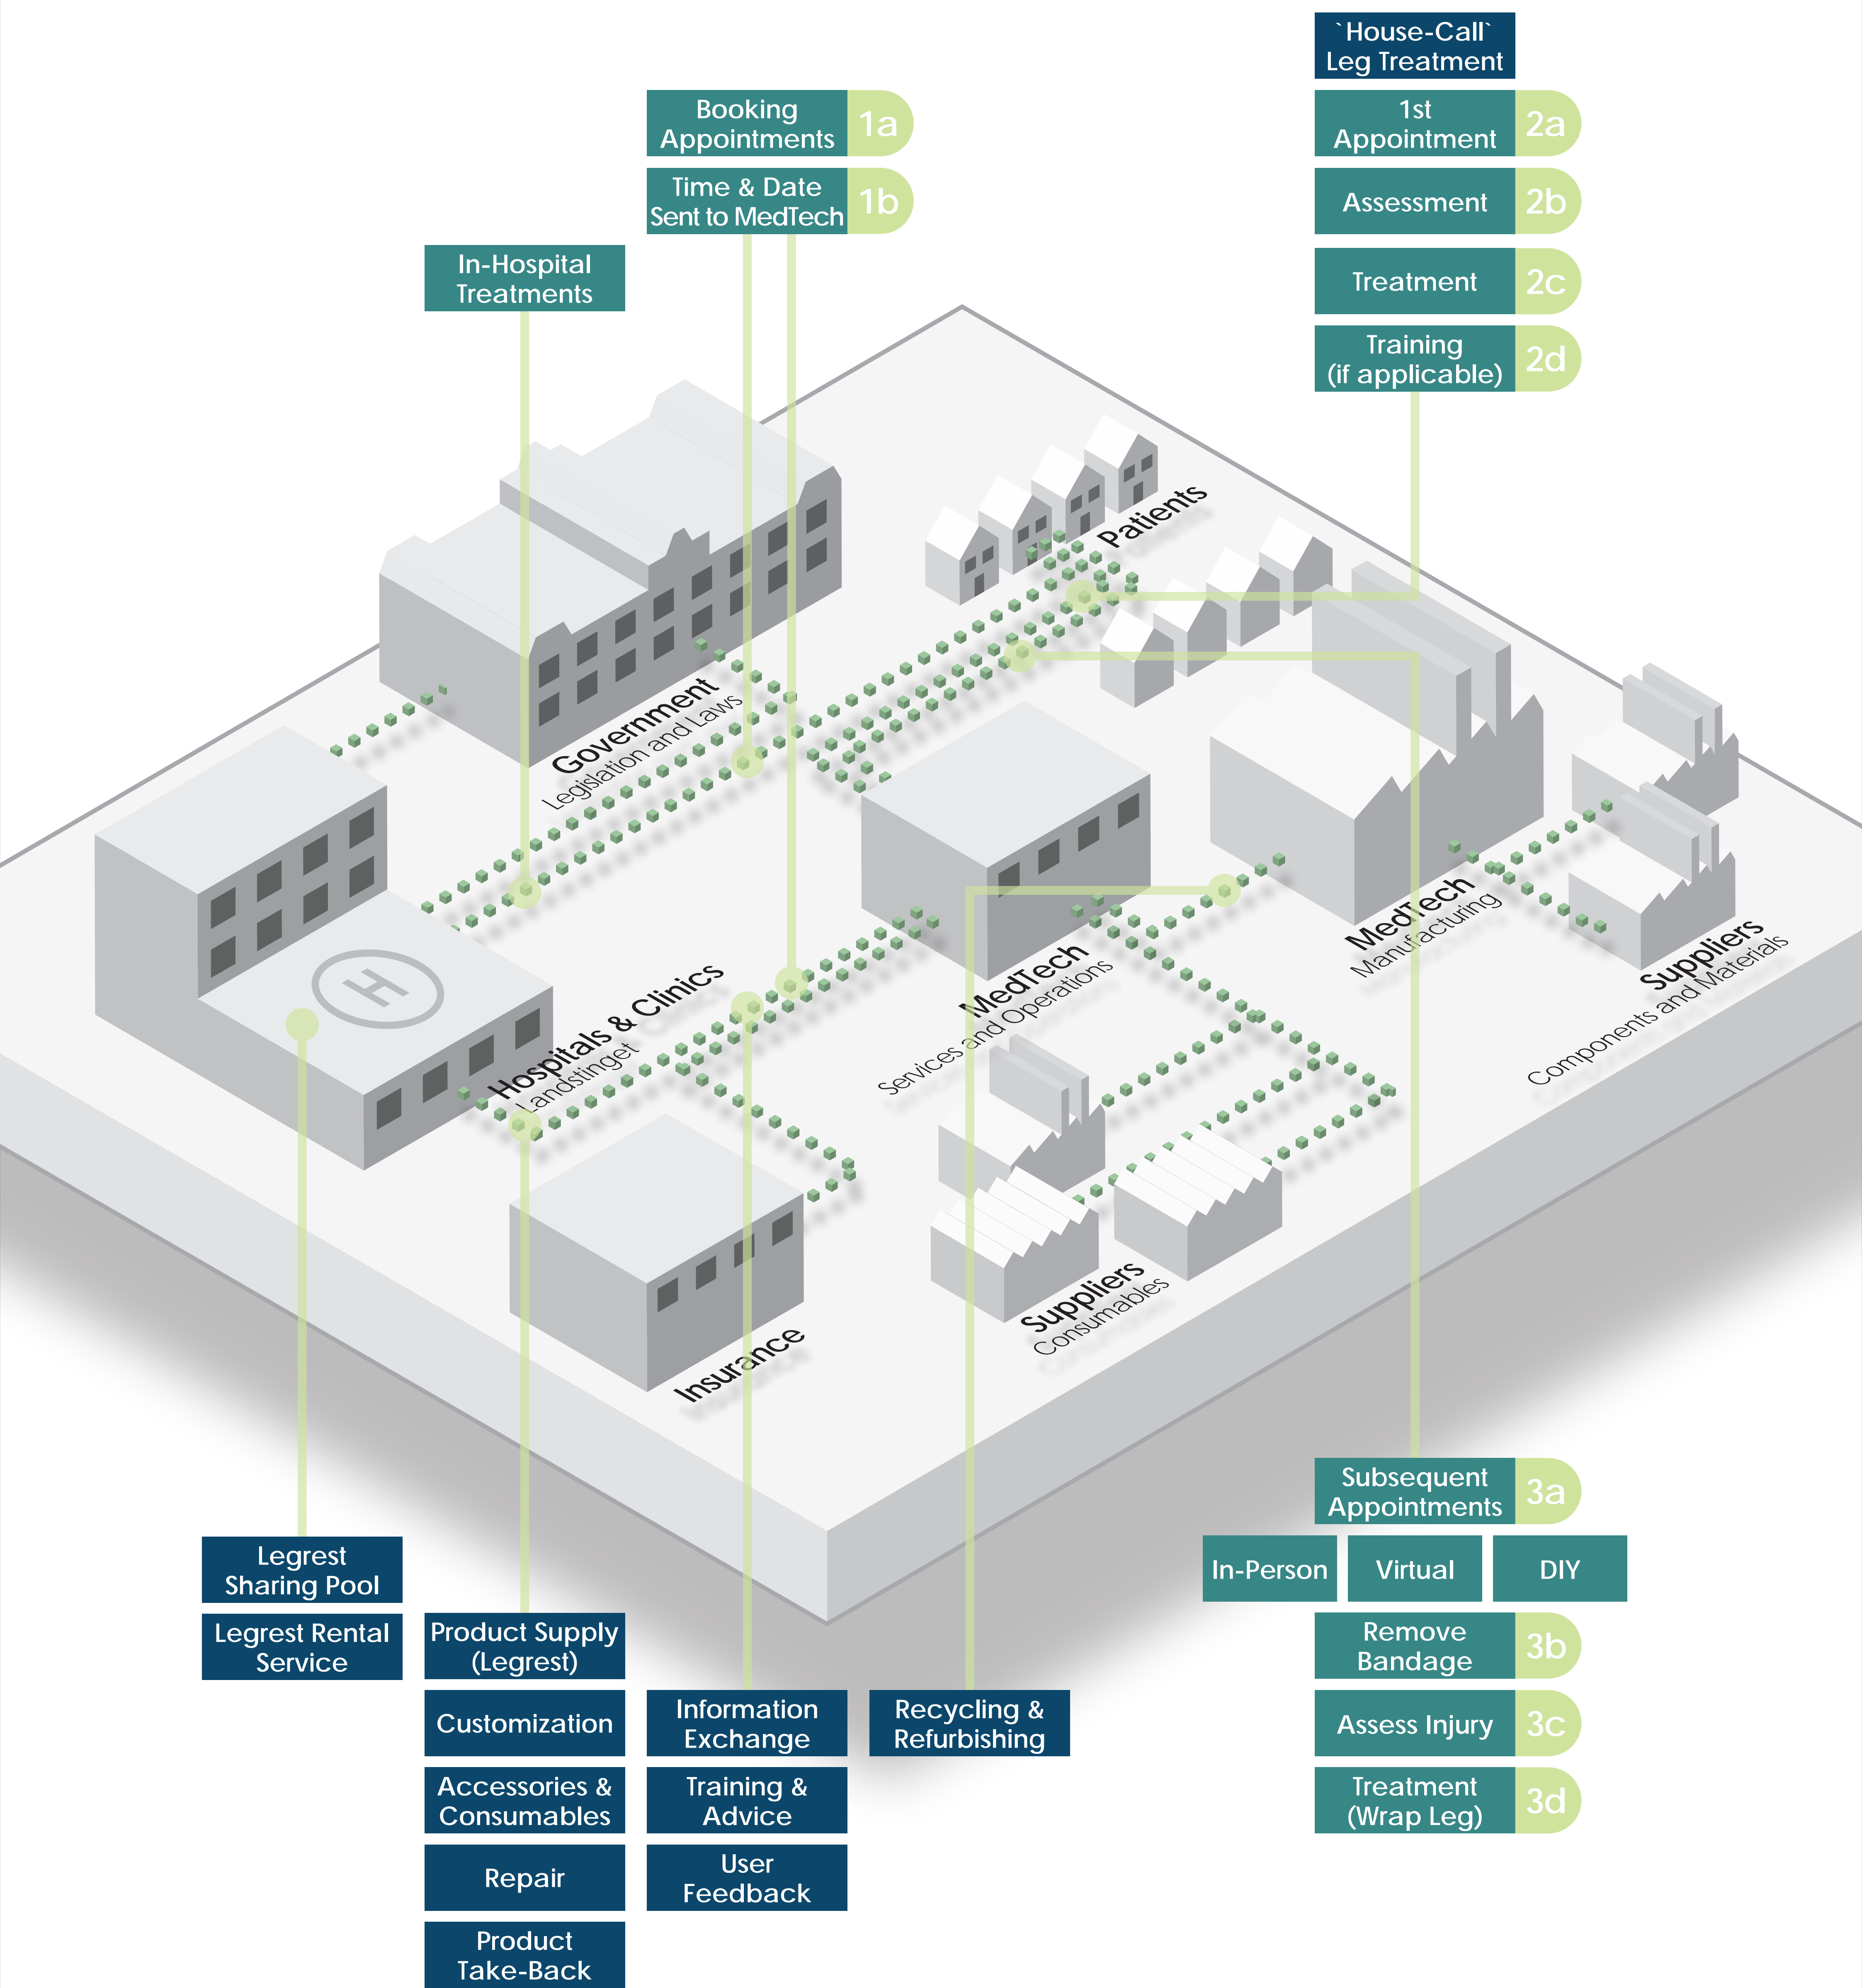 `House-Call`
Leg Treatment
1st
Appointment
2a
Assessment
2b
Treatment
2c
Training
(if applicable)
2d
Booking
Appointments
1a
Time & Date
Sent to MedTech
1b
In-Hospital
Treatments
Patients
Government
Legislation and Laws
Hospitals & Clinics
Landstinget
H
MedTech
Services and Operations
MedTech
Manufacturing
Suppliers
Components and Materials
Suppliers
Consumables
Insurance
Legrest
Sharing Pool
Legrest Rental
Service
Product Supply
(Legrest)
Customization
Accessories &
Consumables
Repair
Product
Take-Back
Information
Exchange
Training &
Advice
User
Feedback
Recycling &
Refurbishing
Subsequent
Appointments
3a
In-Person
Virtual
DIY
Remove
Bandage
3b
Assess Injury
3c
Treatment
(Wrap Leg)
3d